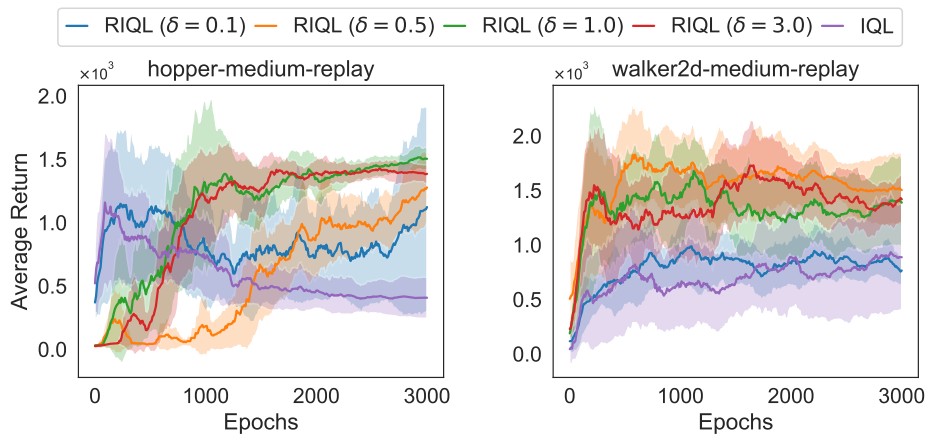 RIQL (δ = 0.1) RIQL (δ = 0.5) RIQL (δ = 1.0) RIQL (δ = 3.0) IQL
×10³ hopper-medium-replay
2.0
1.5
1.0
0.5
0.0
Average Return
0 1000 2000 3000
Epochs
×10³ walker2d-medium-replay
2.0
1.5
1.0
0.5
0.0
0 1000 2000 3000
Epochs